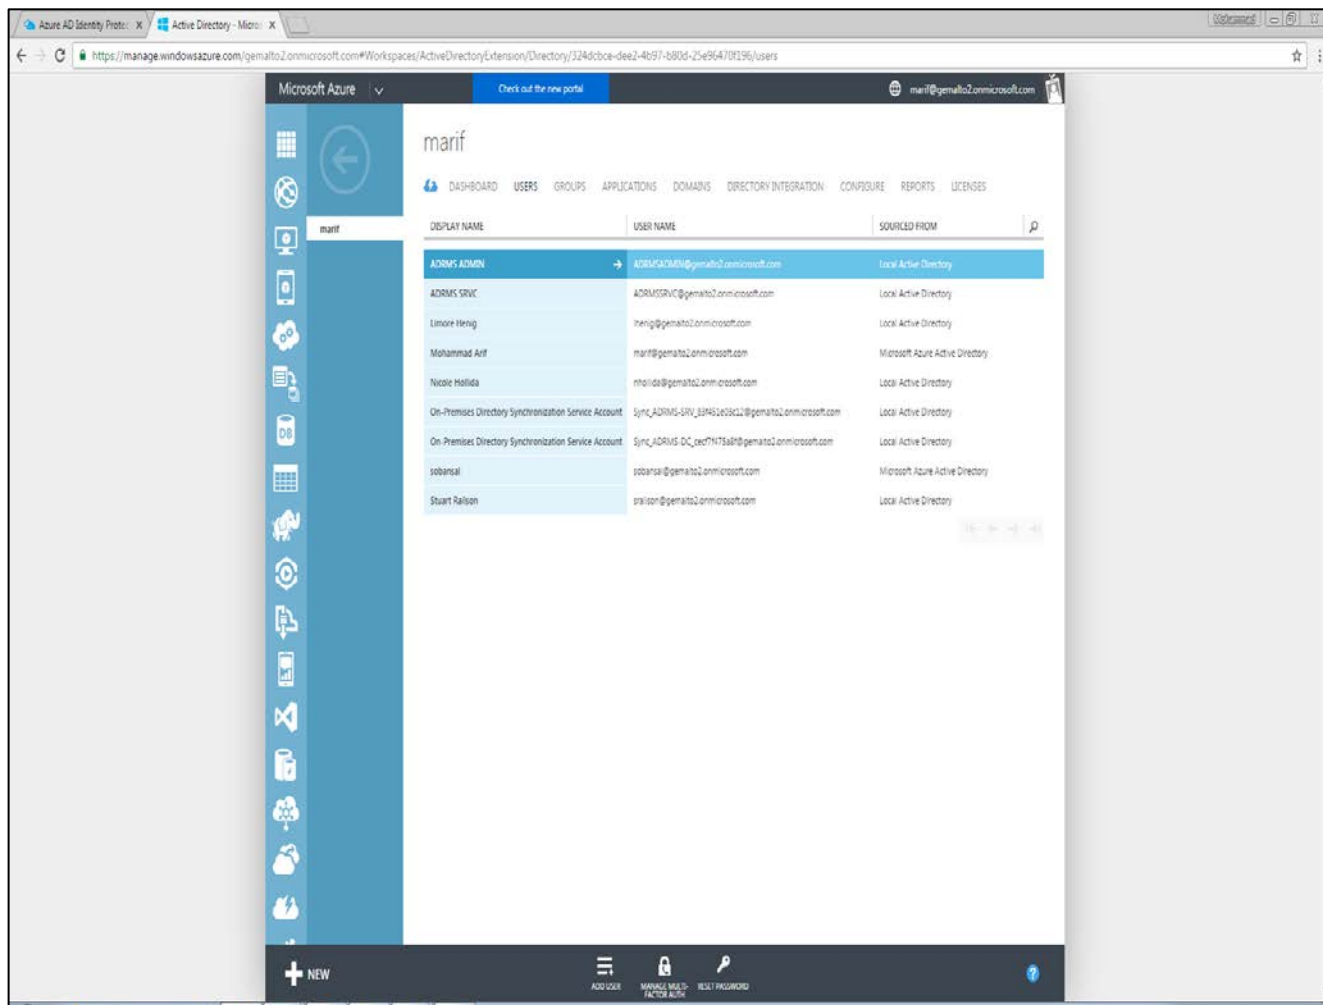 Azure AD Identity Prote: x
Active Directory - Micro: x
https://manage.windowsazure.com/gemalto2.onmicrosoft.com#Workspaces/ActiveDirectoryExtension/Directory/324dcbce-dee2-4b97-b80d-25e96470f196/users
Microsoft Azure
Check out the new portal
marif@gemalto2.onmicrosoft.com
marif
marif
DASHBOARD USERS GROUPS APPLICATIONS DOMAINS DIRECTORY INTEGRATION CONFIGURE REPORTS LICENSES
DISPLAY NAME USER NAME SOURCED FROM
ADRMS ADMIN ADRMSADMIN@gemalto2.onmicrosoft.com Local Active Directory
ADRMS SRVC ADRMSSRVC@gemalto2.onmicrosoft.com Local Active Directory
Limore Henig lhenig@gemalto2.onmicrosoft.com Local Active Directory
Mohammad Arif marif@gemalto2.onmicrosoft.com Microsoft Azure Active Directory
Nicole Hollida nhollida@gemalto2.onmicrosoft.com Local Active Directory
On-Premises Directory Synchronization Service Account Local Active Directory
On-Premises Directory Synchronization Service Account Local Active Directory
sobansal sobansal@gemalto2.onmicrosoft.com Microsoft Azure Active Directory
Stuart Railson srailson@gemalto2.onmicrosoft.com Local Active Directory
DB
NEW
ADD USER
MANAGE MULTI-FACTOR AUTH
RESET PASSWORD
?